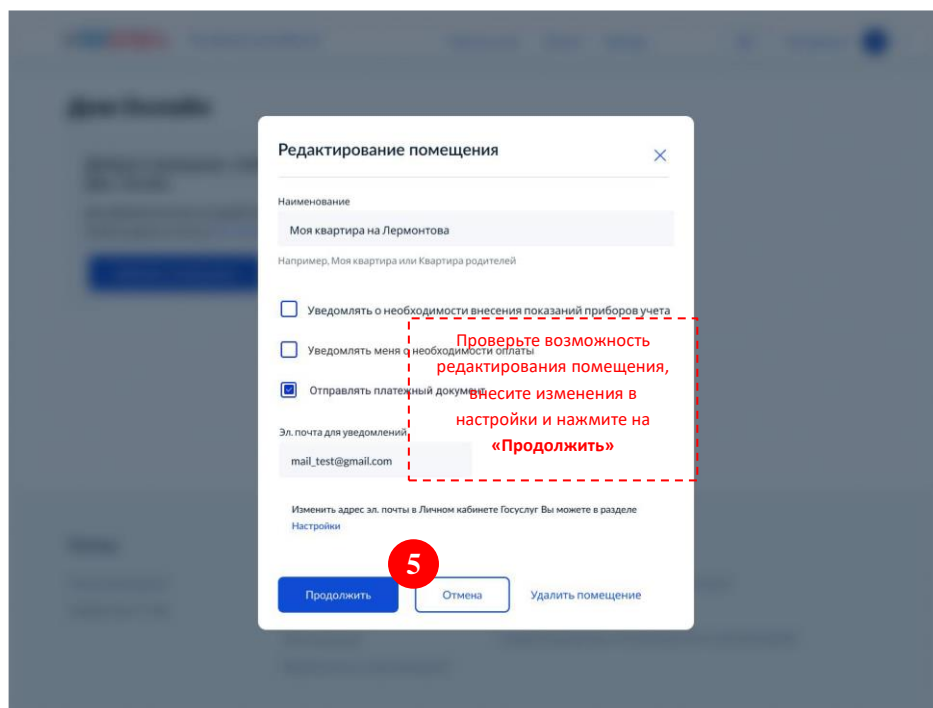 Редактирование помещения
Наименование
Моя квартира на Лермонтова
Например, Моя квартира или Квартира родителей
Уведомлять о необходимости внесения показаний приборов учета
Уведомлять меня о необходимости оплаты
Отправлять платежный документ
Проверьте возможность
редактирования помещения,
внесите изменения в
настройки и нажмите на
«Продолжить»
Эл. почта для уведомлений
mail_test@gmail.com
Изменить адрес эл. почты в Личном кабинете Госуслуг Вы можете в разделе
Настройки
5
Продолжить
Отмена
Удалить помещение